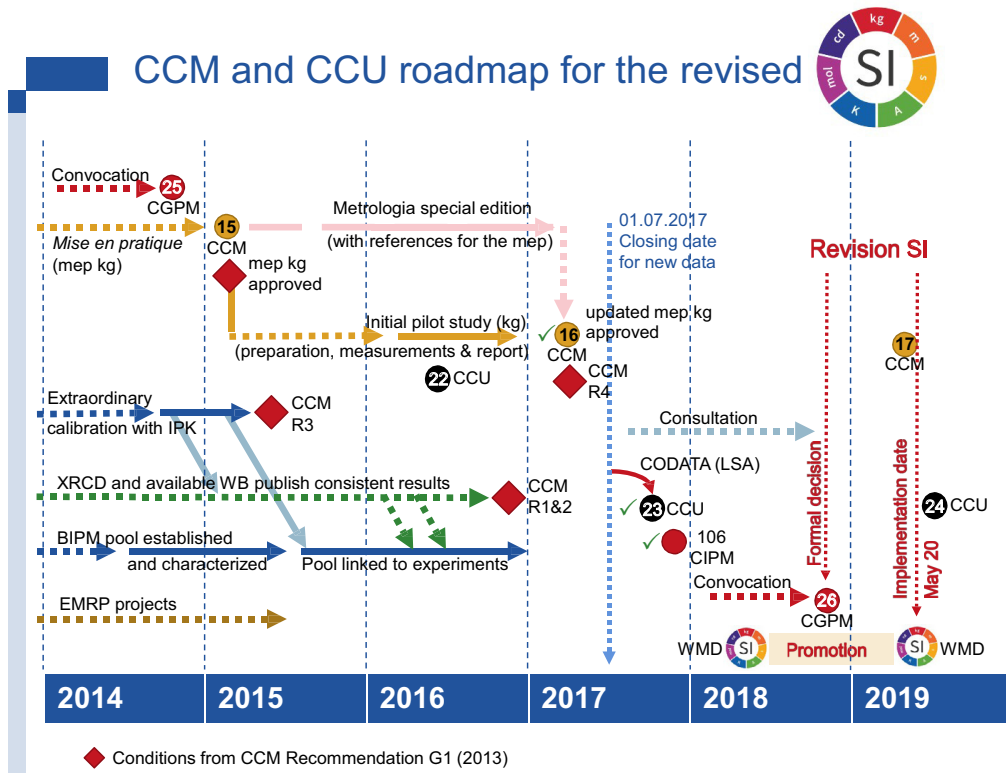 CCM and CCU roadmap for the revised
SI
kg
m
s
A
K
mol
cd
Convocation
25
CGPM
Mise en pratique
(mep kg)
15
CCM
mep kg
approved
Metrologia special edition
(with references for the mep)
01.07.2017
Closing date
for new data
Revision SI
Initial pilot study (kg)
(preparation, measurements & report)
16
CCM
updated mep kg
approved
17
CCM
22 CCU
CCM
R4
Extraordinary
calibration with IPK
CCM
R3
Consultation
CODATA (LSA)
XRCD and available WB publish consistent results
CCM
R1&2
23 CCU
24 CCU
Formal decision
Implementation date
May 20
BIPM pool established
and characterized
Pool linked to experiments
106
CIPM
Convocation
26
CGPM
EMRP projects
WMD
SI
Promotion
SI
WMD
2014
2015
2016
2017
2018
2019
Conditions from CCM Recommendation G1 (2013)